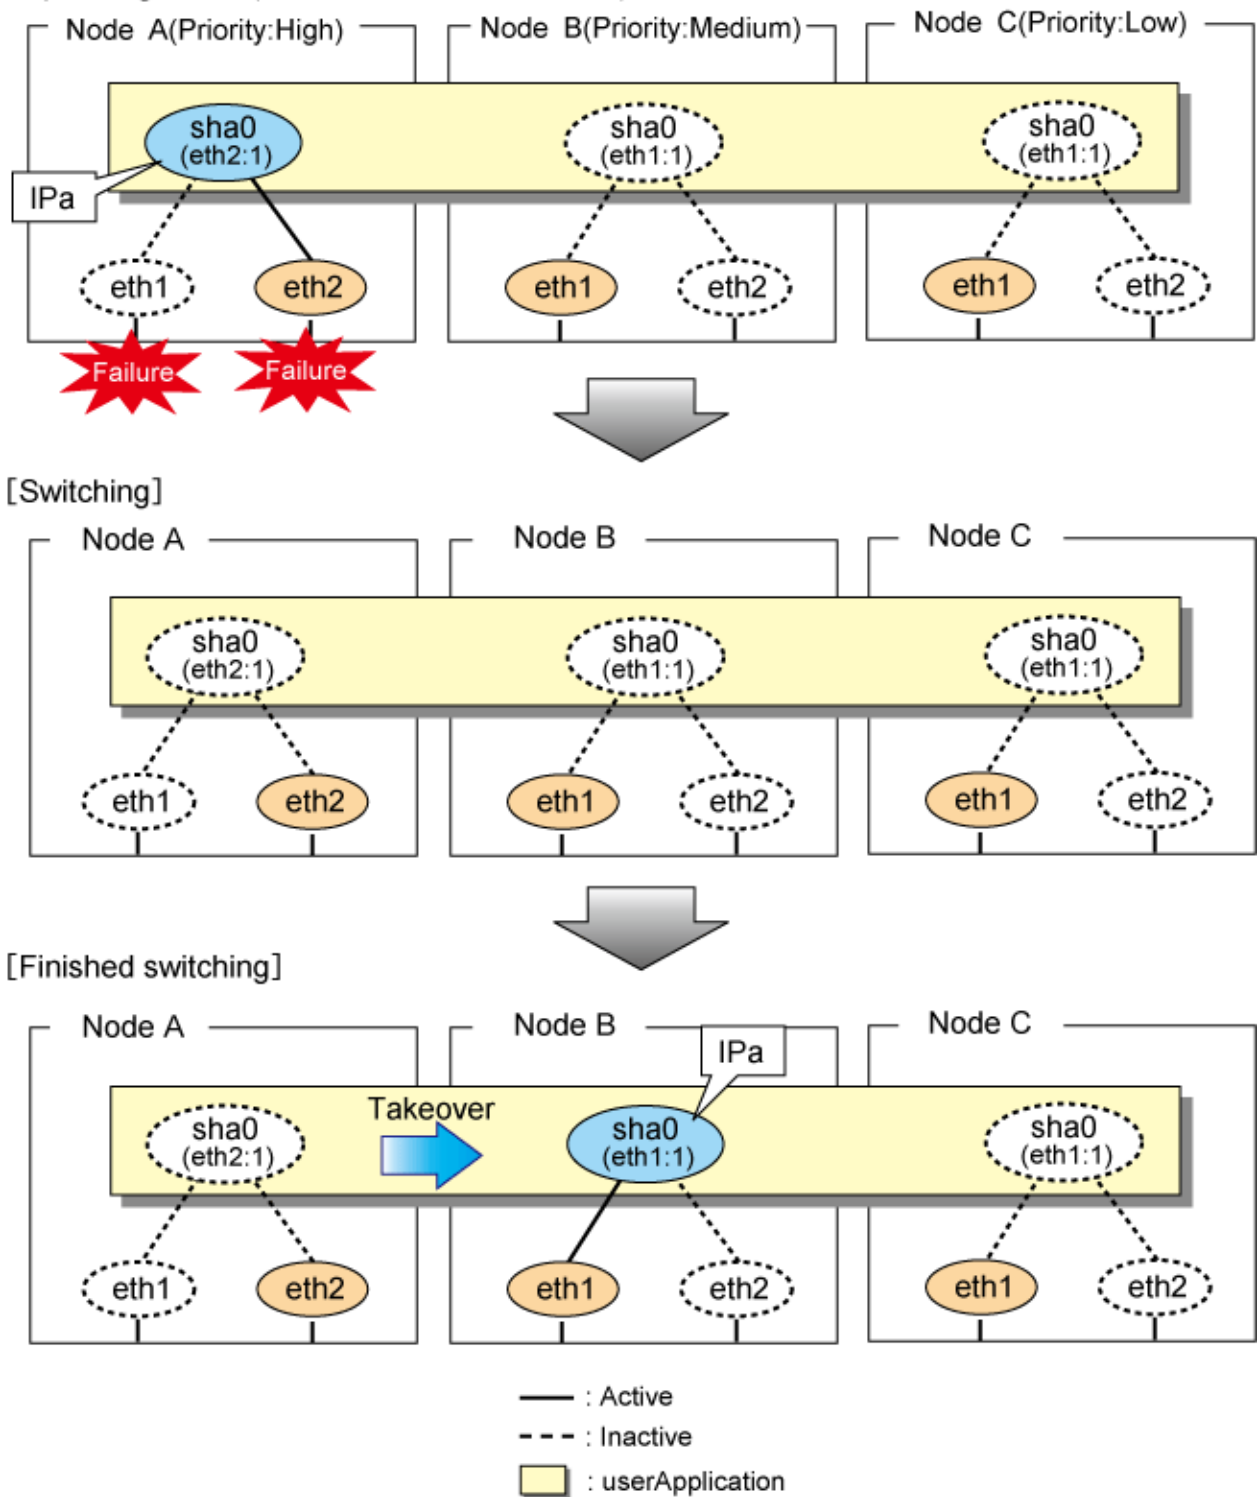 Node A(Priority:High)
Node B(Priority:Medium)
Node C(Priority:Low)
sha0
(eth2:1)
sha0
(eth1:1)
sha0
(eth1:1)
IPa
eth1
eth2
eth1
eth2
eth1
eth2
Failure
Failure
[Switching]
Node A
Node B
Node C
sha0
(eth2:1)
sha0
(eth1:1)
sha0
(eth1:1)
eth1
eth2
eth1
eth2
eth1
eth2
[Finished switching]
Node A
Node B
Node C
IPa
Takeover
sha0
(eth2:1)
sha0
(eth1:1)
sha0
(eth1:1)
eth1
eth2
eth1
eth2
eth1
eth2
: Active
: Inactive
: userApplication